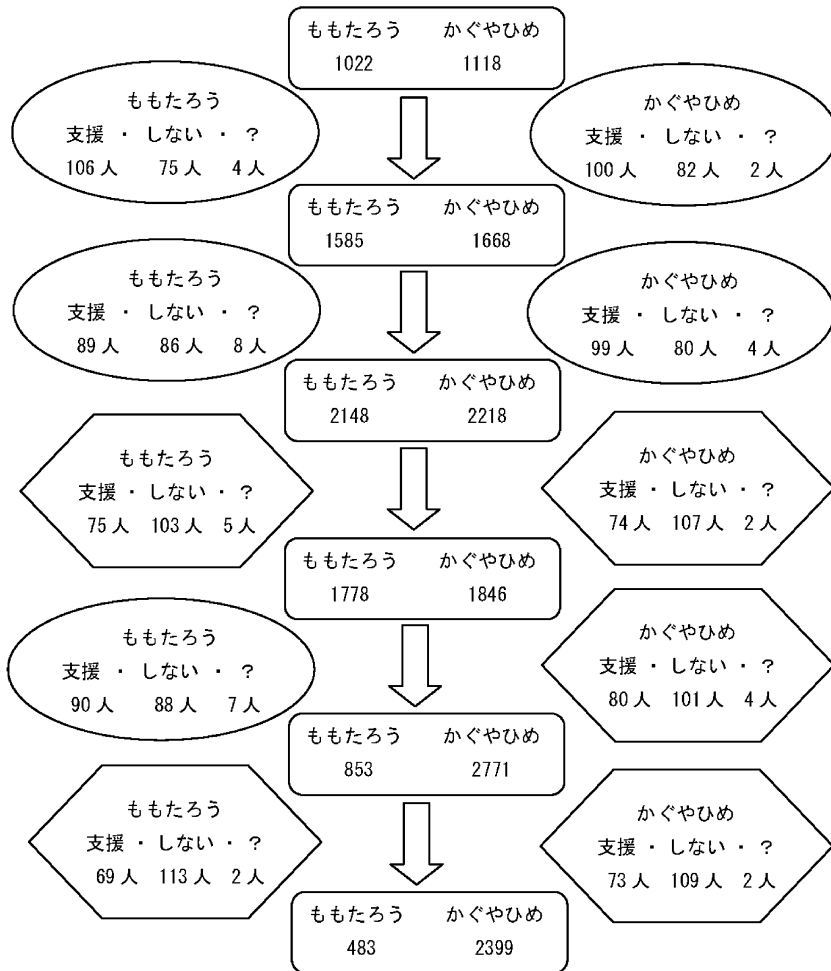 ももたろう かぐやひめ
1022 1118
ももたろう
支援 ・ しない ・ ?
106人 75人 4人
かぐやひめ
支援 ・ しない ・ ?
100人 82人 2人
ももたろう かぐやひめ
1585 1668
ももたろう
支援 ・ しない ・ ?
89人 86人 8人
かぐやひめ
支援 ・ しない ・ ?
99人 80人 4人
ももたろう かぐやひめ
2148 2218
ももたろう
支援 ・ しない ・ ?
75人 103人 5人
かぐやひめ
支援 ・ しない ・ ?
74人 107人 2人
ももたろう かぐやひめ
1778 1846
ももたろう
支援 ・ しない ・ ?
90人 88人 7人
かぐやひめ
支援 ・ しない ・ ?
80人 101人 4人
ももたろう かぐやひめ
853 2771
ももたろう
支援 ・ しない ・ ?
69人 113人 2人
かぐやひめ
支援 ・ しない ・ ?
73人 109人 2人
ももたろう かぐやひめ
483 2399